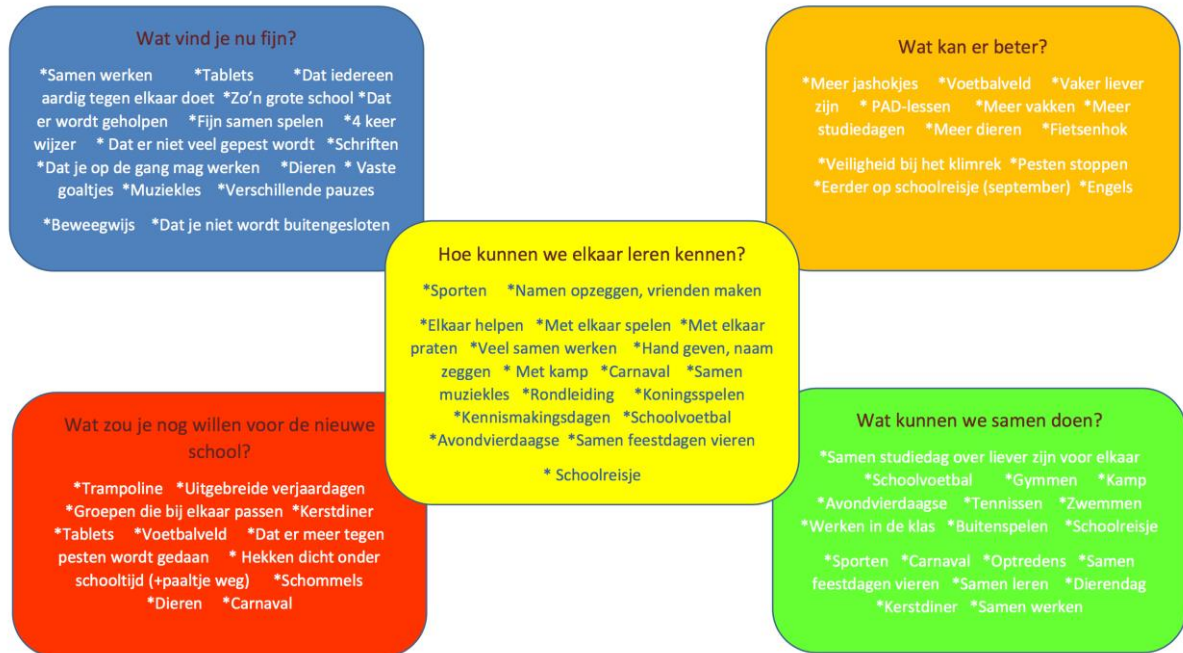 Wat vind je nu fijn?
*Samen werken *Tablets *Dat iedereen
aardig tegen elkaar doet *Zo'n grote school *Dat
er wordt geholpen *Fijn samen spelen *4 keer
wijzer * Dat er niet veel gepest wordt *Schriften
*Dat je op de gang mag werken *Dieren * Vaste
goaltjes *Muziekles *Verschillende pauzes
*Beweegwijs *Dat je niet wordt buitengesloten
Wat kan er beter?
*Meer jashokjes *Voetbalveld *Vaker liever
zijn * PAD-lessen *Meer vakken *Meer
studiedagen *Meer dieren *Fietsenhok
*Veiligheid bij het klimrek *Pesten stoppen
*Eerder op schoolreisje (september) *Engels
Hoe kunnen we elkaar leren kennen?
*Sporten *Namen opzeggen, vrienden maken
*Elkaar helpen *Met elkaar spelen *Met elkaar
praten *Veel samen werken *Hand geven, naam
zeggen * Met kamp *Carnaval *Samen
muziekles *Rondleiding *Koningsspelen
*Kennismakingsdagen *Schoolvoetbal
*Avondvierdaagse *Samen feestdagen vieren
* Schoolreisje
Wat zou je nog willen voor de nieuwe
school?
*Trampoline *Uitgebreide verjaardagen
*Groepen die bij elkaar passen *Kerstdiner
*Tablets *Voetbalveld *Dat er meer tegen
pesten wordt gedaan * Hekken dicht onder
schooltijd (+paaltje weg) *Schommels
*Dieren *Carnaval
Wat kunnen we samen doen?
*Samen studiedag over liever zijn voor elkaar
*Schoolvoetbal *Gymmen *Kamp
*Avondvierdaagse *Tennissen *Zwemmen
*Werken in de klas *Buitenspelen *Schoolreisje
*Sporten *Carnaval *Optredens *Samen
feestdagen vieren *Samen leren *Dierendag
*Kerstdiner *Samen werken